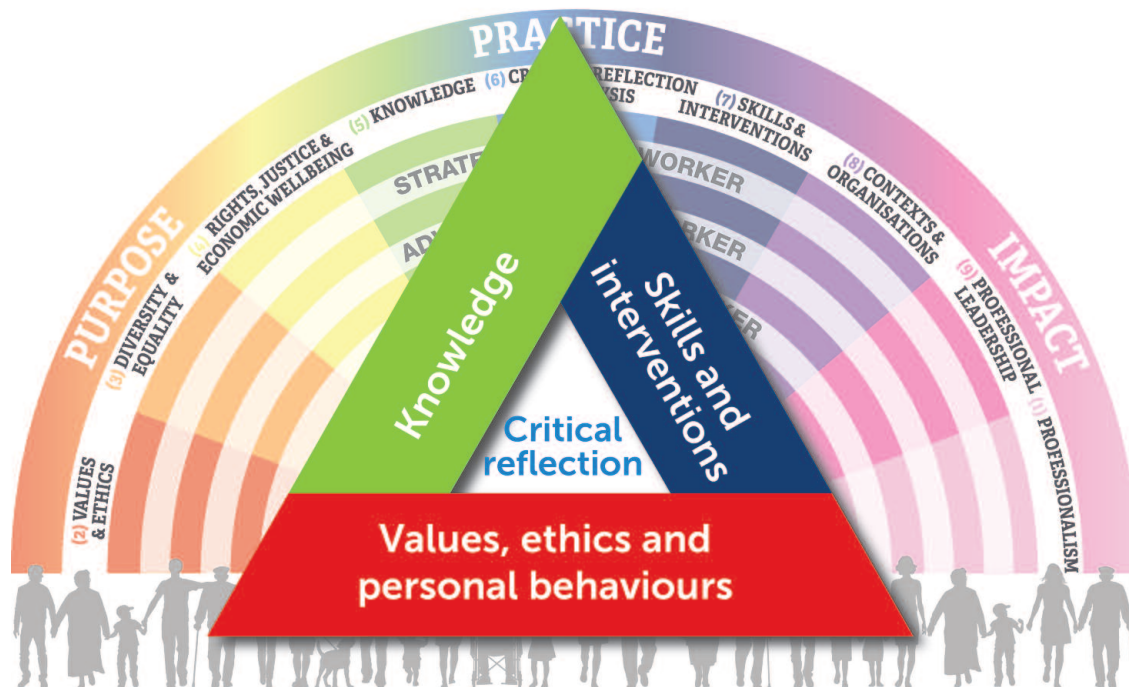 PRACTICE
PURPOSE
IMPACT
(2) VALUES
& ETHICS
(3) DIVERSITY &
EQUALITY
(4) RIGHTS, JUSTICE &
ECONOMIC WELLBEING
(5) KNOWLEDGE
(6) REFLECTION
(7) SKILLS &
INTERVENTIONS
(8) CONTEXTS &
ORGANISATIONS
(9) PROFESSIONAL
LEADERSHIP
(1) PROFESSIONALISM
WORKER
Knowledge
Skills and
interventions
Critical
reflection
Values, ethics and
personal behaviours